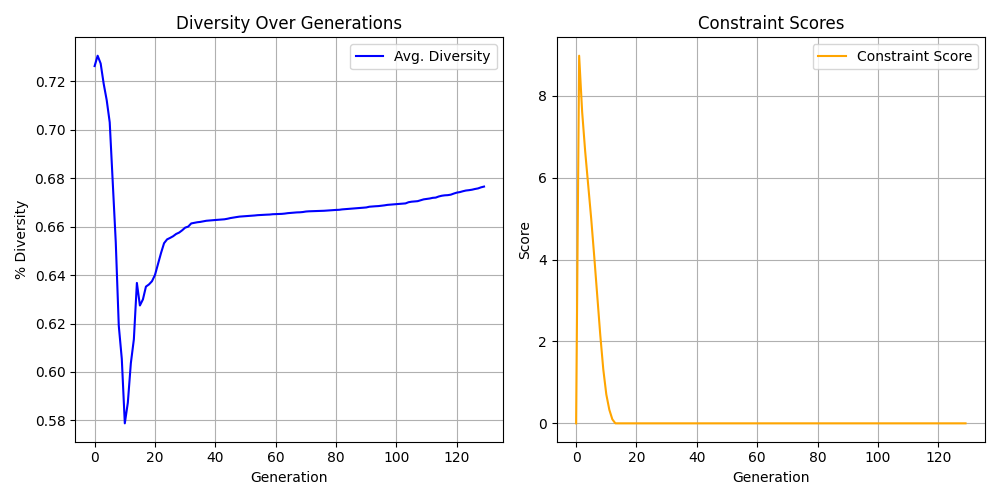 Diversity Over Generations
Avg. Diversity
% Diversity
0.72
0.70
0.68
0.66
0.64
0.62
0.60
0.58
0 20 40 60 80 100 120
Generation
Constraint Scores
Constraint Score
Score
8
6
4
2
0
0 20 40 60 80 100 120
Generation